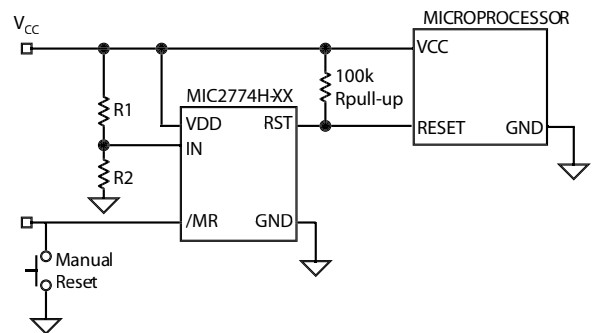 MICROPROCESSOR
VCC
VCC
100k
Rpull-up
MIC2774H-XX
R1
VDD
RST
RESET
GND
IN
R2
/MR
GND
Manual
Reset